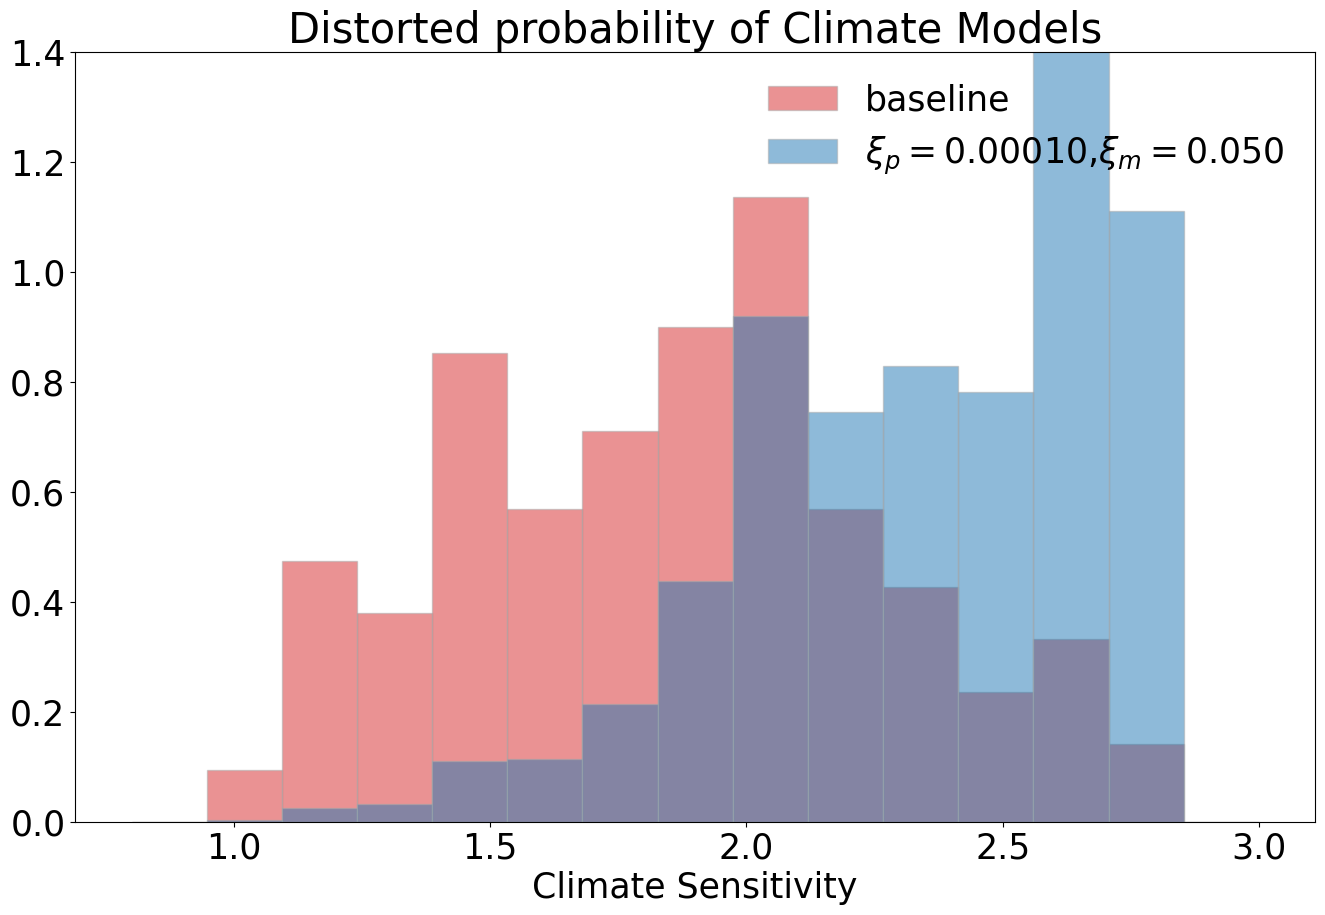 Distorted probability of Climate Models
baseline
ξp = 0.00010,ξm = 0.050
1.4
1.2
1.0
0.8
0.6
0.4
0.2
0.0
1.0 1.5 2.0 2.5 3.0
Climate Sensitivity